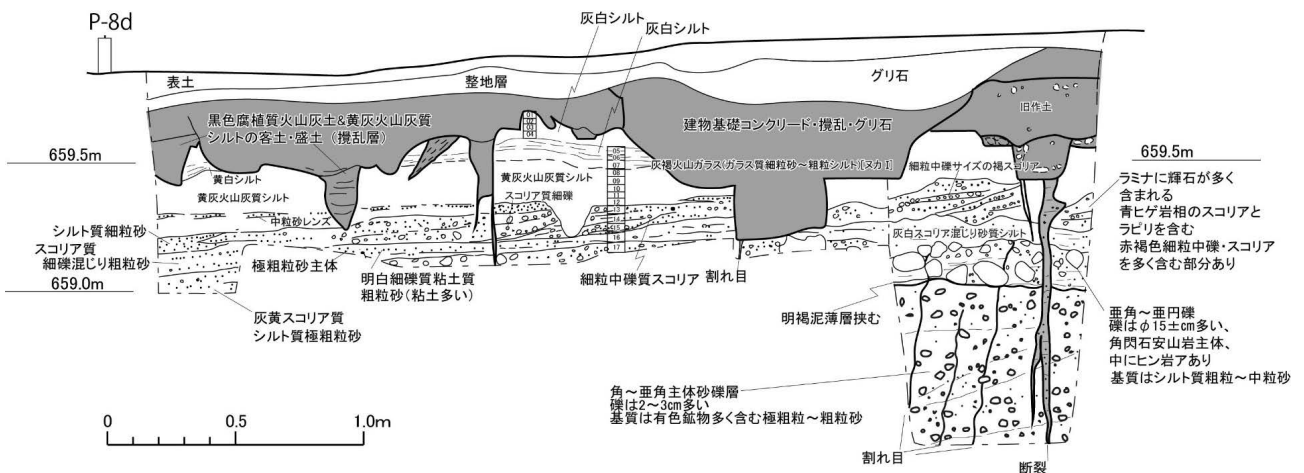 P-8d
灰白シルト
灰白シルト
表土
整地層
グリ石
旧作土
黒色腐植質火山灰土&黄灰火山灰質
シルトの客土・盛土（攪乱層）
建物基礎コンクリード・攪乱・グリ石
01
02
03
04
659.5m
659.5m
05
06
07
08
09
10
灰褐火山ガラス(ガラス質細粒砂～粗粒シルト)[ヌカⅠ]
細粒中礫サイズの褐スコリア
黄白シルト
黄灰火山灰質シルト
黄灰火山灰質シルト
スコリア質細礫
ラミナに輝石が多く
含まれる
青ヒゲ岩相のスコリアと
ラピリを含む
赤褐色細粒中礫・スコリア
を多く含む部分あり
中粒砂レンズ
シルト質細粒砂
スコリア質
細礫混じり粗粒砂
灰白スコリア混じり砂質シルト
極粗粒砂主体
明白細礫質粘土質
粗粒砂(粘土多い)
細粒中礫質スコリア
割れ目
659.0m
灰黄スコリア質
シルト質極粗粒砂
明褐泥薄層挟む
亜角～亜円礫
礫はφ15±cm多い、
角閃石安山岩主体、
中にヒン岩アあり
基質はシルト質粗粒～中粒砂
角～亜角主体砂礫層
礫は2～3cm多い
基質は有色鉱物多く含む極粗粒～粗粒砂
0 0.5 1.0m
割れ目
断裂